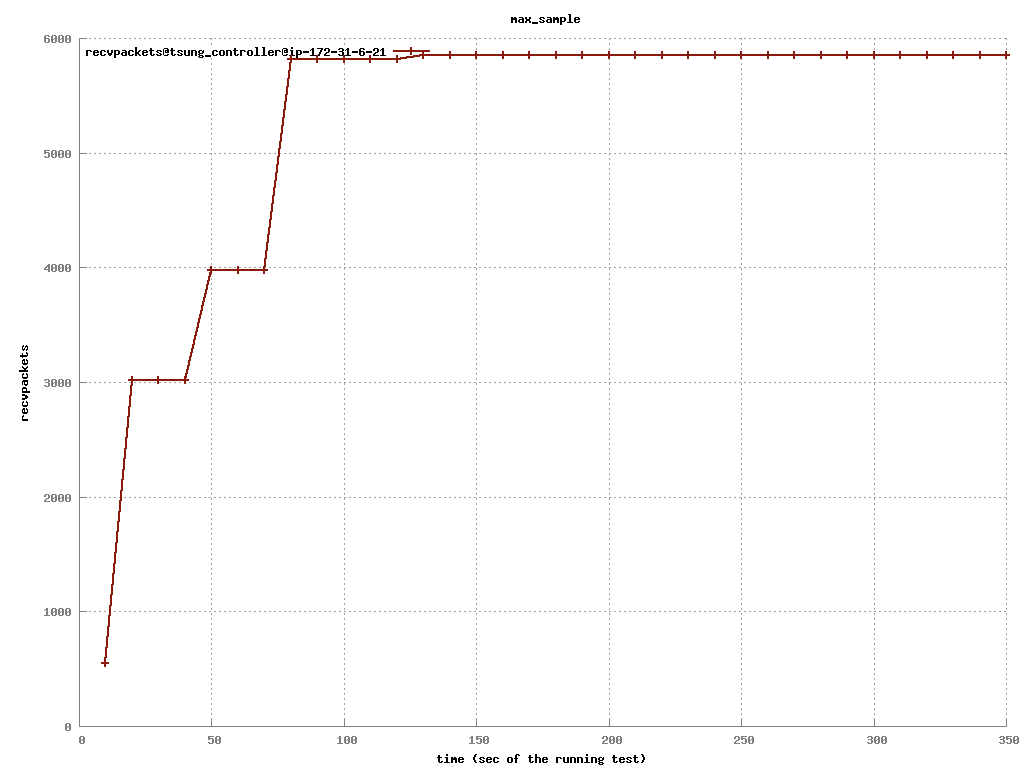 max_sample
6000
recvpackets@tsung_controller@ip-172-31-6-21
5000
4000
3000
2000
1000
0
recvpackets
0 50 100 150 200 250 300 350
time (sec of the running test)